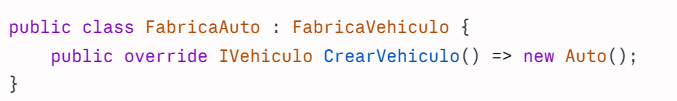 public class FabricaAuto : FabricaVehiculo {
    public override IVehiculo CrearVehiculo() => new Auto();
}